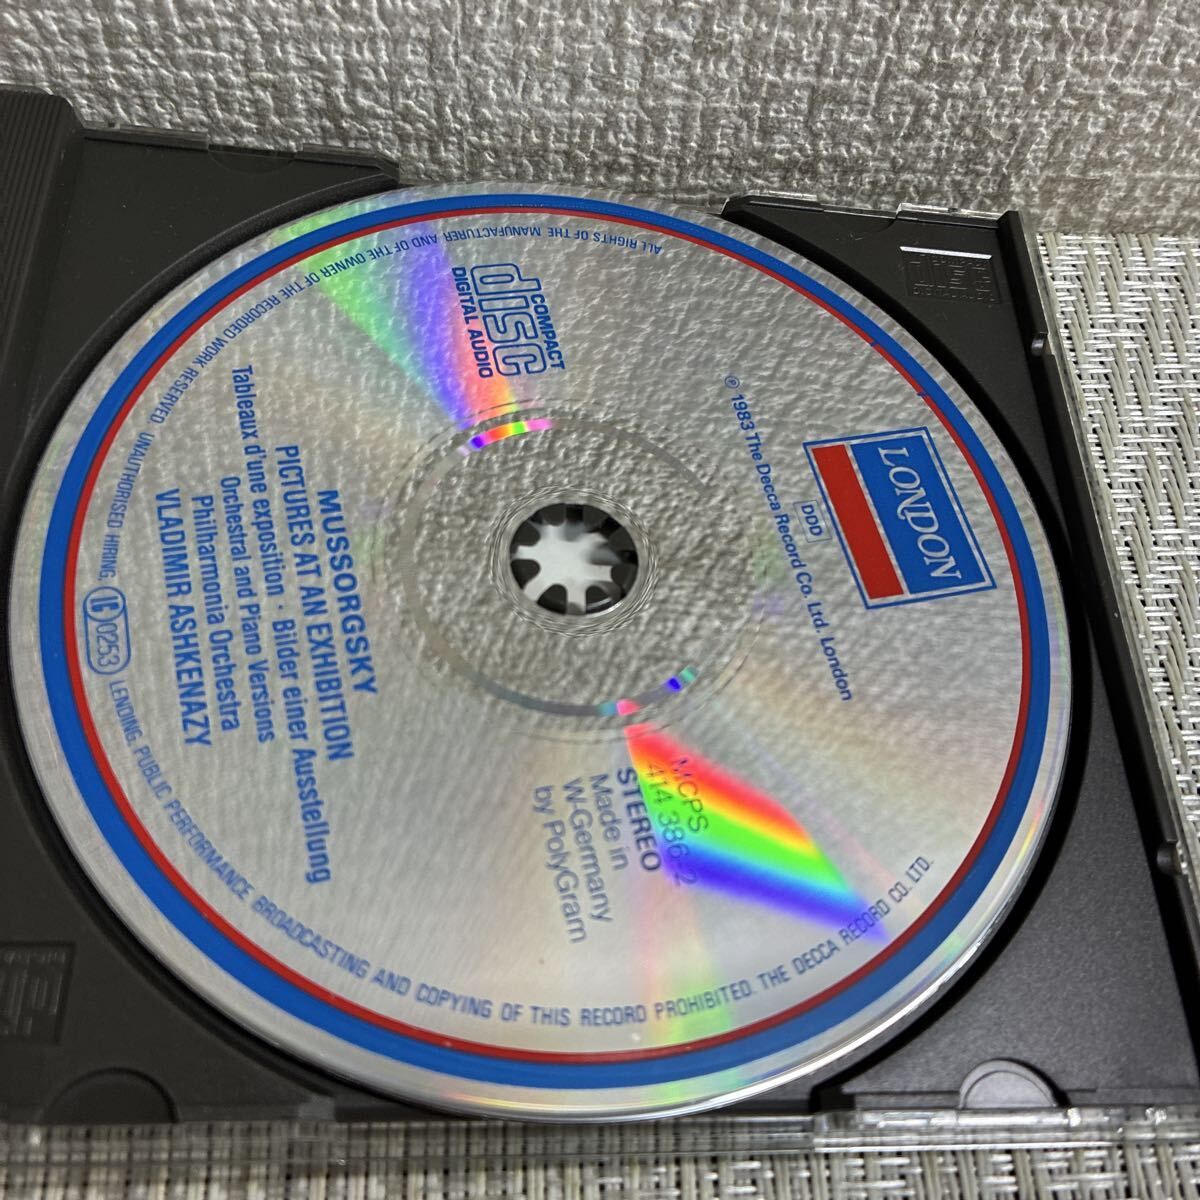 LONDON
DDD
℗ 1983 The Decca Record Co. Ltd. London
COMPACT
disc
DIGITAL AUDIO
MCPS
414 386-2
STEREO
Made in
W-Germany
by PolyGram
MUSSORGSKY
PICTURES AT AN EXHIBITION
Tableaux d'une exposition · Bilder einer Ausstellung
Orchestral and Piano Versions
Philharmonia Orchestra
VLADIMIR ASHKENAZY
ALL RIGHTS OF THE MANUFACTURER AND OF THE OWNER OF THE RECORDED WORK RESERVED. UNAUTHORISED HIRING, LC 0253 LENDING, PUBLIC PERFORMANCE BROADCASTING AND COPYING OF THIS RECORD PROHIBITED. THE DECCA RECORD CO. LTD.